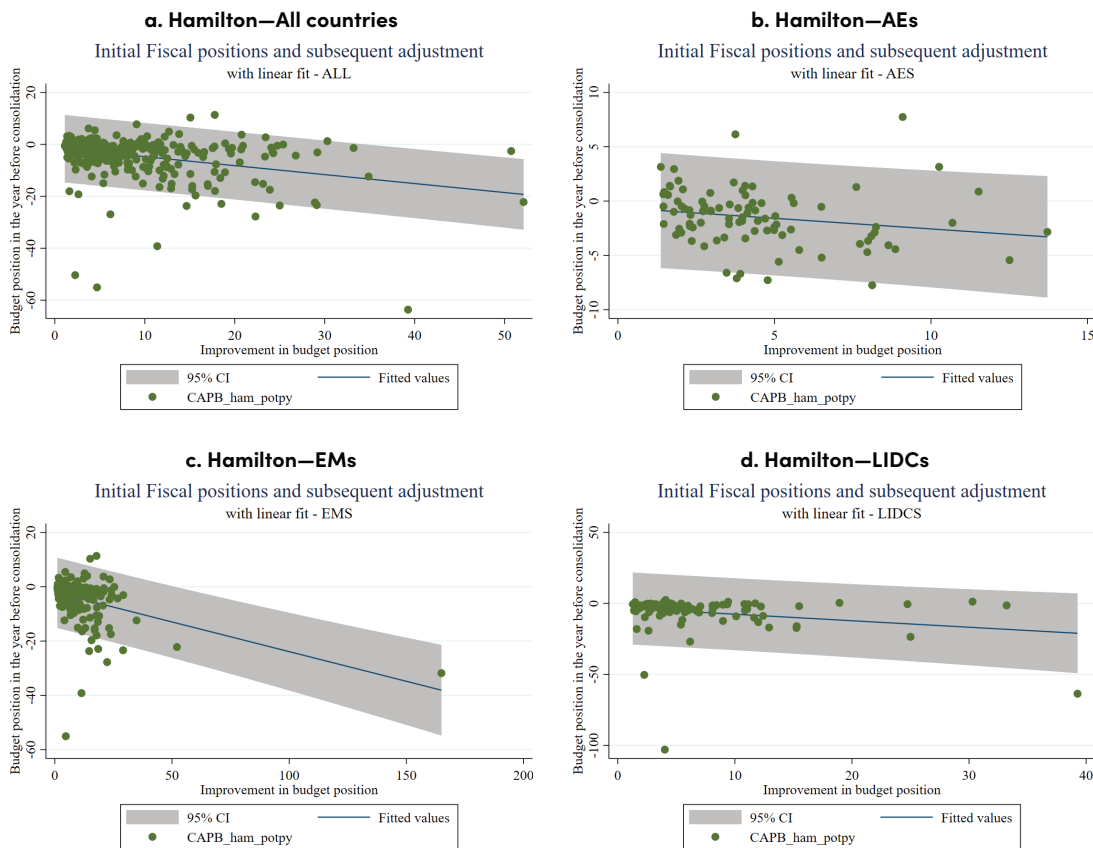 a. Hamilton—All countries
Initial Fiscal positions and subsequent adjustment
with linear fit - ALL
Budget position in the year before consolidation
20
0
-20
-40
-60
0 10 20 30 40 50
Improvement in budget position
95% CI Fitted values
CAPB_ham_potpy
b. Hamilton—AEs
Initial Fiscal positions and subsequent adjustment
with linear fit - AES
Budget position in the year before consolidation
10
5
0
-5
-10
0 5 10 15
Improvement in budget position
95% CI Fitted values
CAPB_ham_potpy
c. Hamilton—EMs
Initial Fiscal positions and subsequent adjustment
with linear fit - EMS
Budget position in the year before consolidation
20
0
-20
-40
-60
0 50 100 150 200
Improvement in budget position
95% CI Fitted values
CAPB_ham_potpy
d. Hamilton—LIDCs
Initial Fiscal positions and subsequent adjustment
with linear fit - LIDCS
Budget position in the year before consolidation
50
0
-50
-100
0 10 20 30 40
Improvement in budget position
95% CI Fitted values
CAPB_ham_potpy